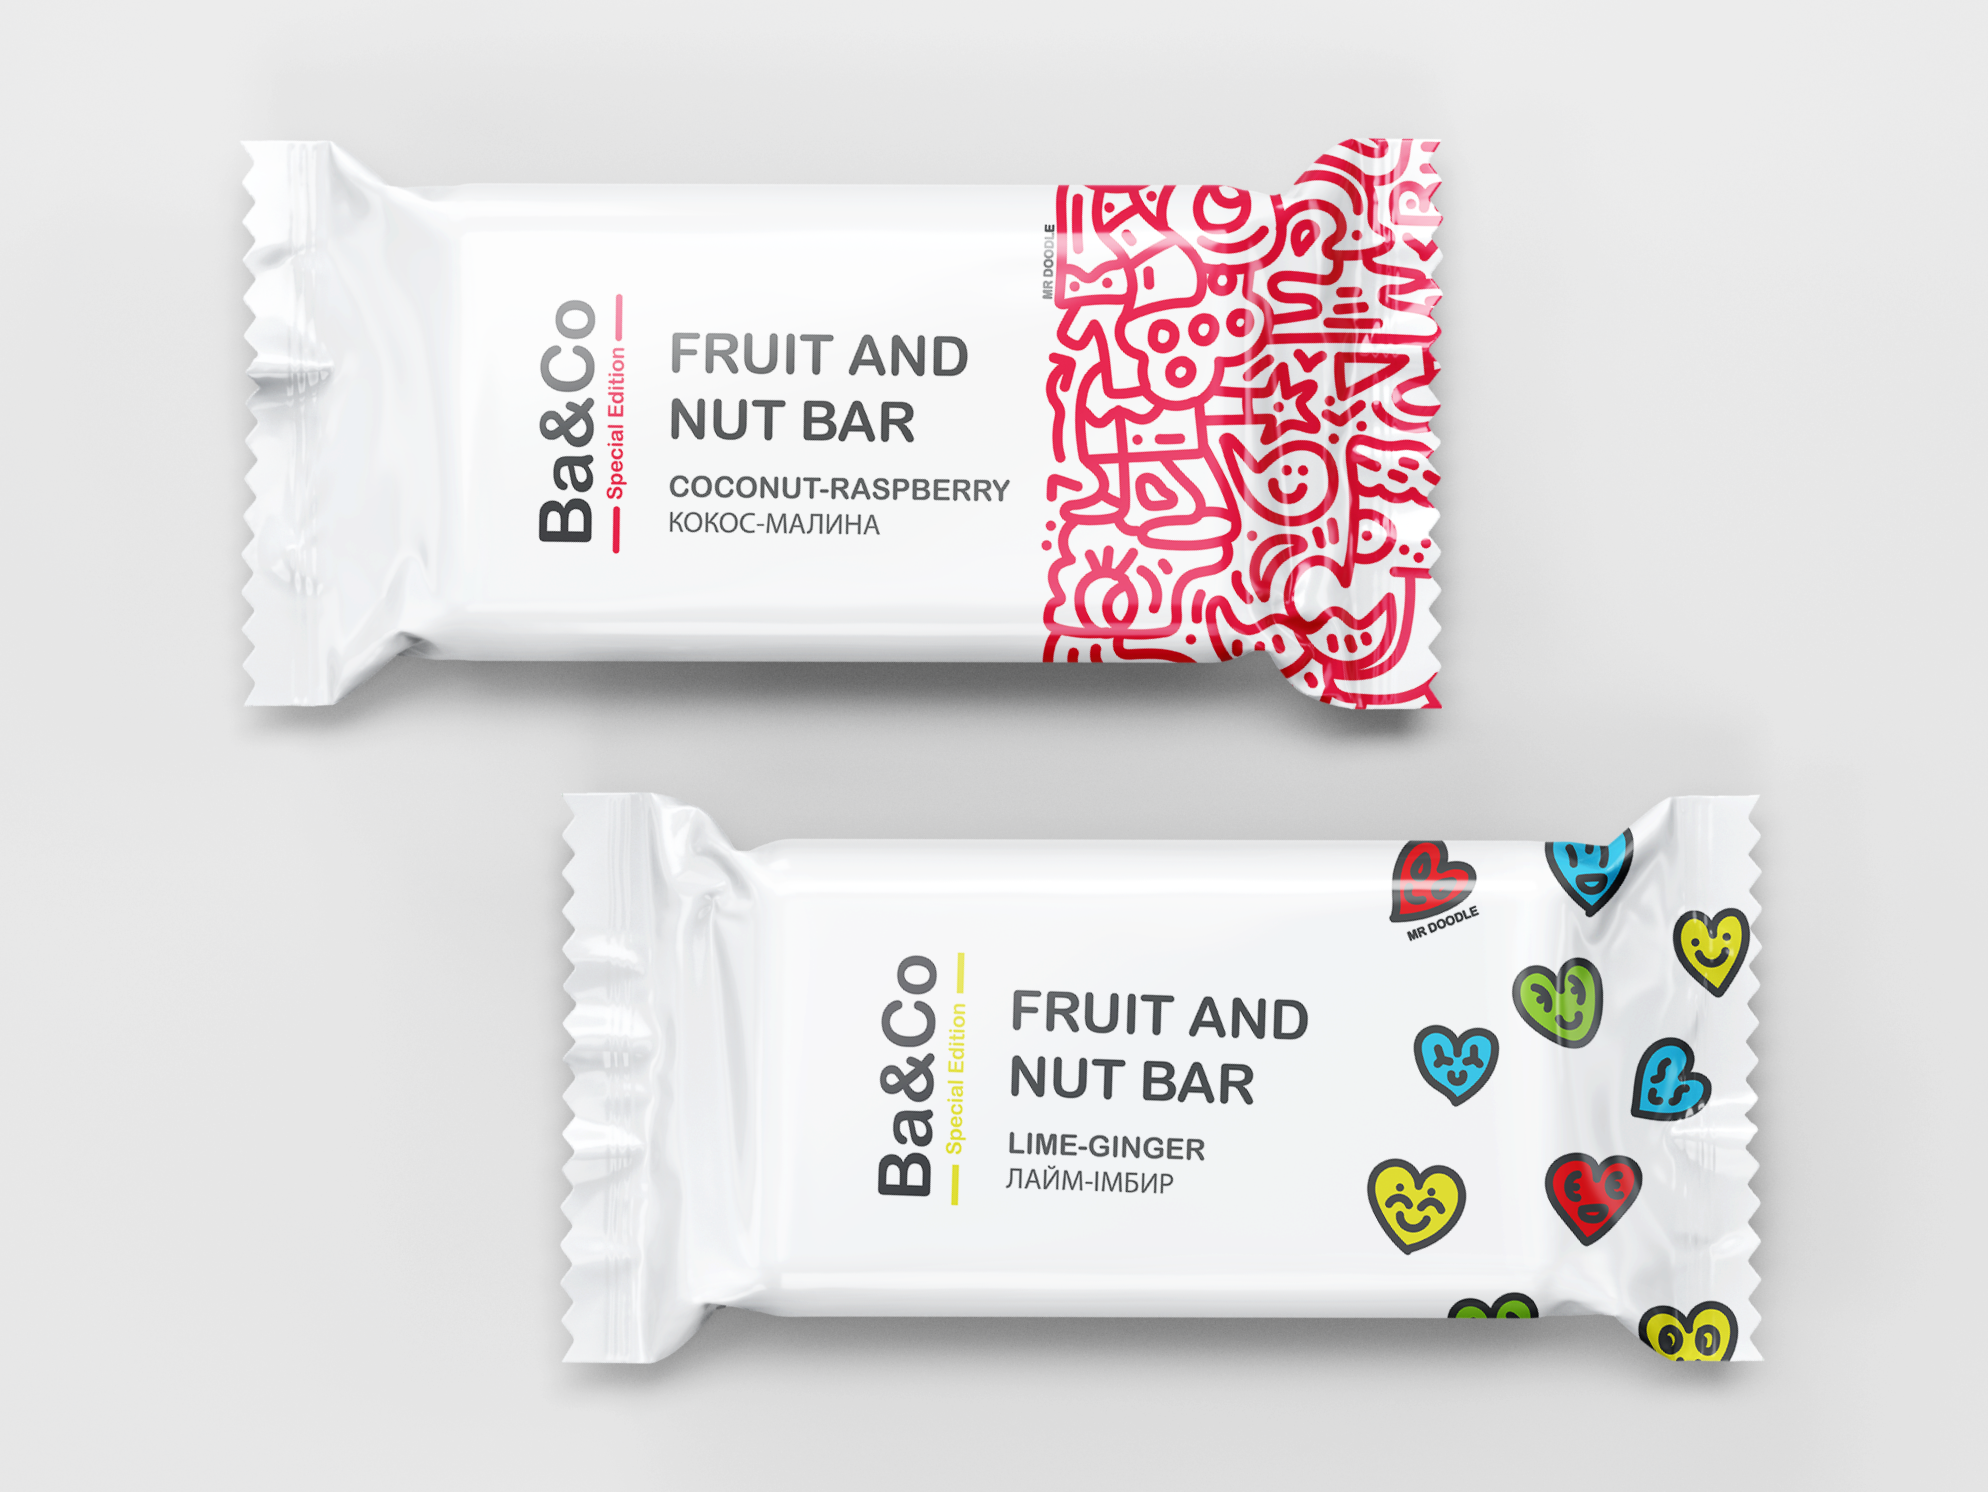 Ba&Co
Special Edition
FRUIT AND
NUT BAR
COCONUT-RASPBERRY
КОКОС-МАЛИНА
MR DOODLE
Ba&Co
Special Edition
FRUIT AND
NUT BAR
LIME-GINGER
ЛАЙМ-ІМБИР
MR DOODLE